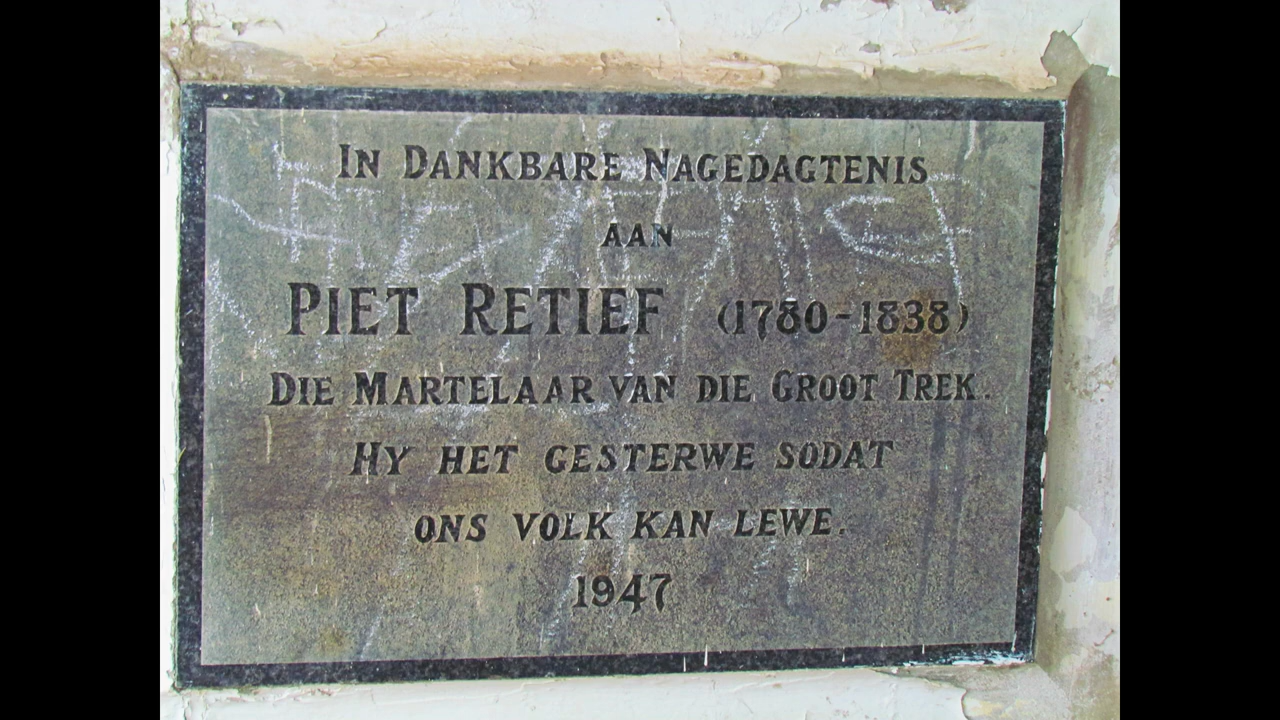 In Dankbare Nagedagtenis
aan
Piet Retief (1780-1838)
Die Martelaar van die Groot Trek.
Hy het gesterwe sodat
ons volk kan lewe.
1947